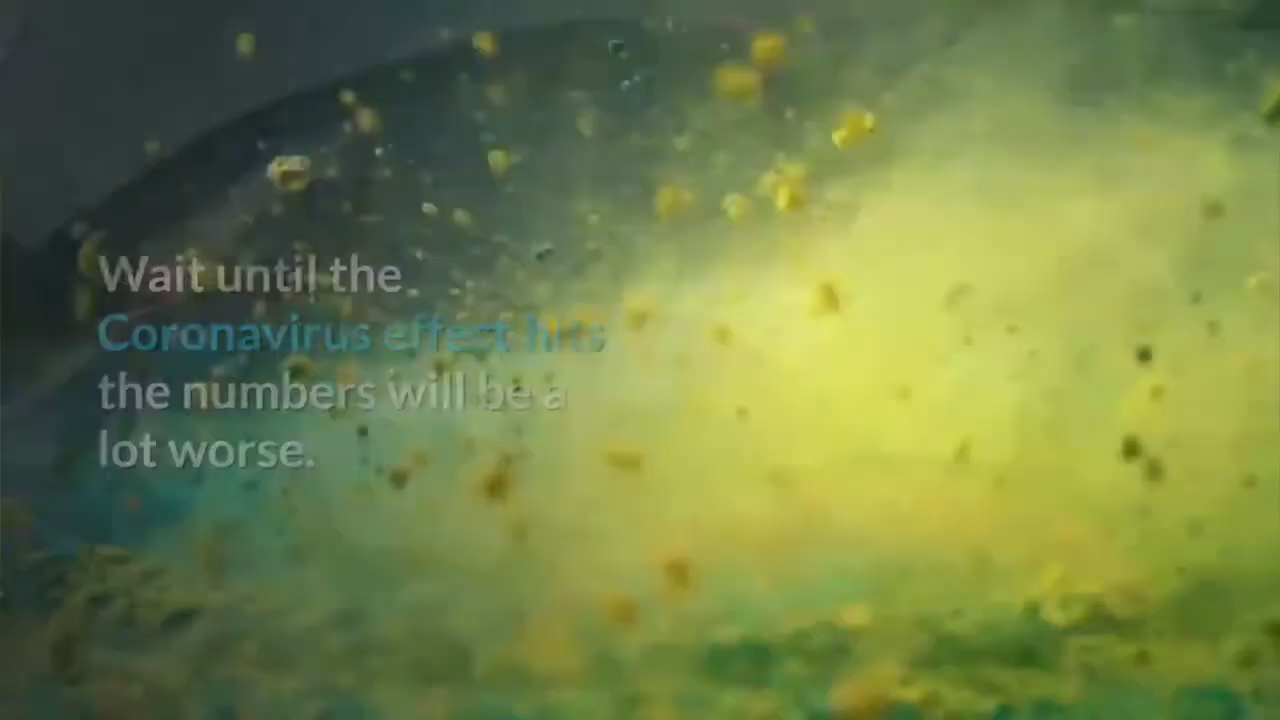 Wait until the
Coronavirus effect hits
the numbers will be a
lot worse.